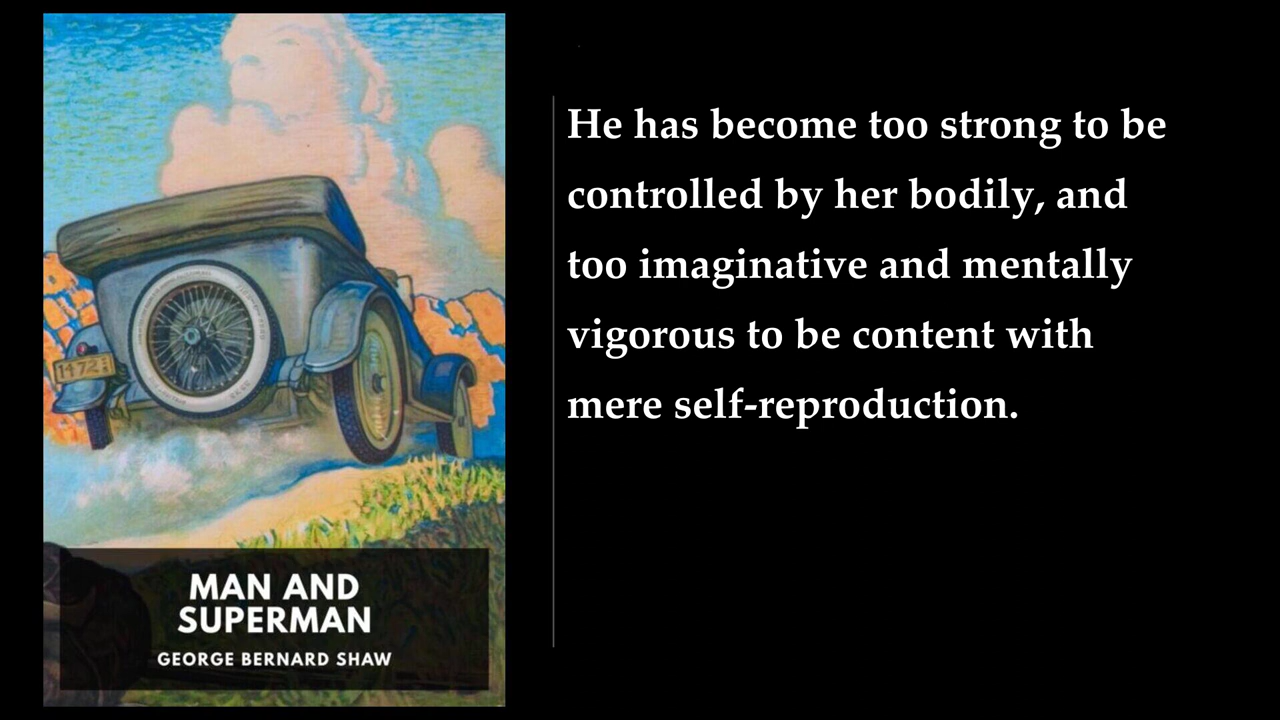 He has become too strong to be
controlled by her bodily, and
too imaginative and mentally
vigorous to be content with
mere self-reproduction.
1472
MAN AND
SUPERMAN
GEORGE BERNARD SHAW